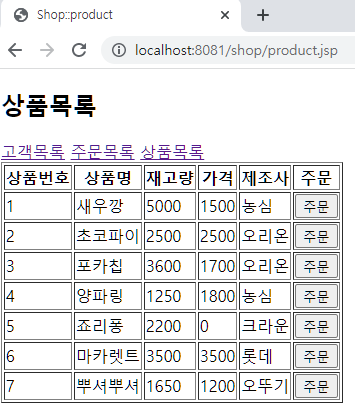 Shop::product
localhost:8081/shop/product.jsp
상품목록
고객목록 주문목록 상품목록
상품번호 상품명 재고량 가격 제조사 주문
1 새우깡 5000 1500 농심 주문
2 초코파이 2500 2500 오리온 주문
3 포카칩 3600 1700 오리온 주문
4 양파링 1250 1800 농심 주문
5 죠리퐁 2200 0 크라운 주문
6 마카렛트 3500 3500 롯데 주문
7 뿌셔뿌셔 1650 1200 오뚜기 주문